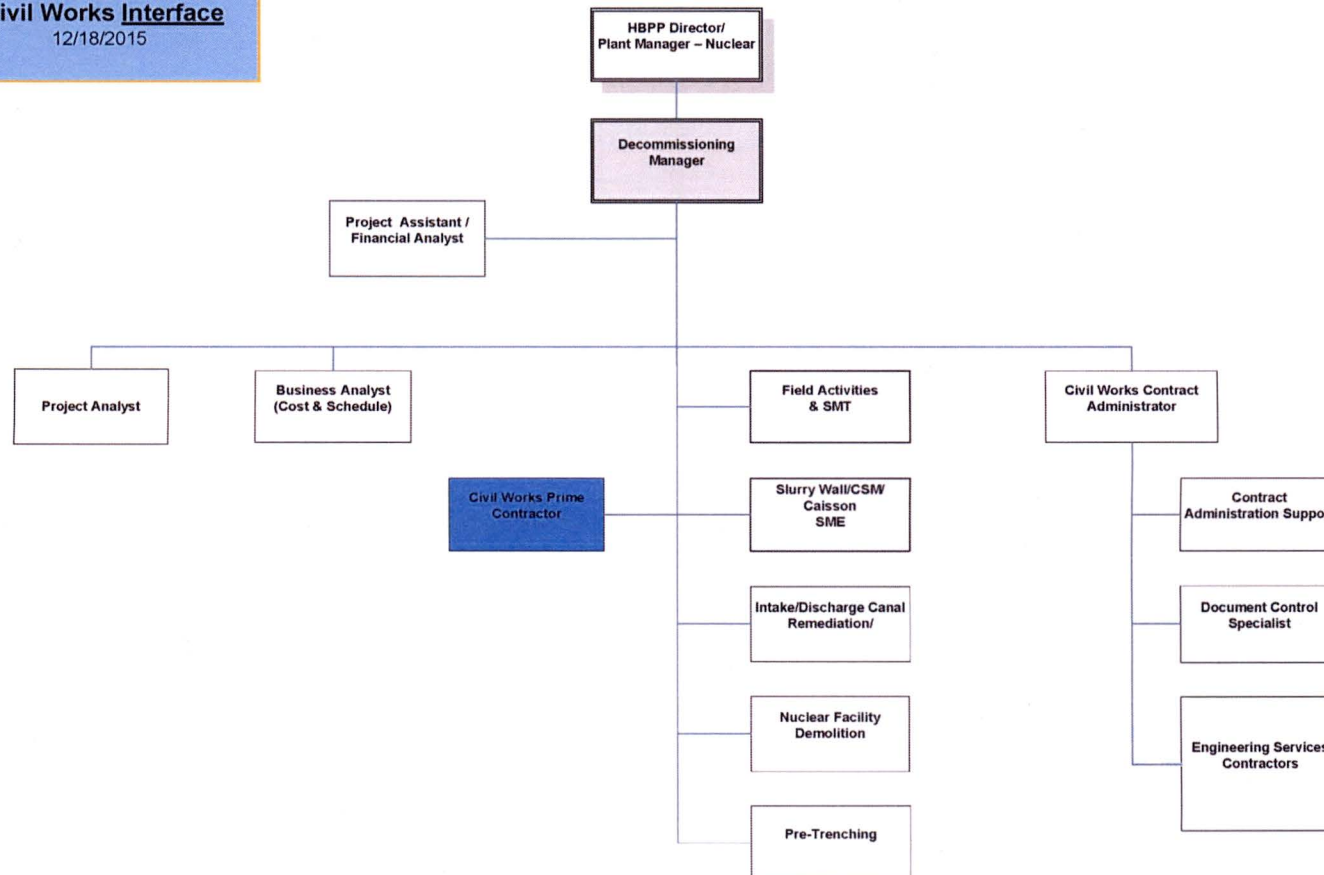 ivil Works Interface
12/18/2015
HBPP Director/
Plant Manager – Nuclear
Decommissioning
Manager
Project Assistant /
Financial Analyst
Project Analyst
Business Analyst
(Cost & Schedule)
Field Activities
& SMT
Civil Works Contract
Administrator
Civil Works Prime
Contractor
Slurry Wall/CSM/
Caisson
SME
Contract
Administration Suppo
Intake/Discharge Canal
Remediation/
Document Control
Specialist
Nuclear Facility
Demolition
Engineering Services
Contractors
Pre-Trenching